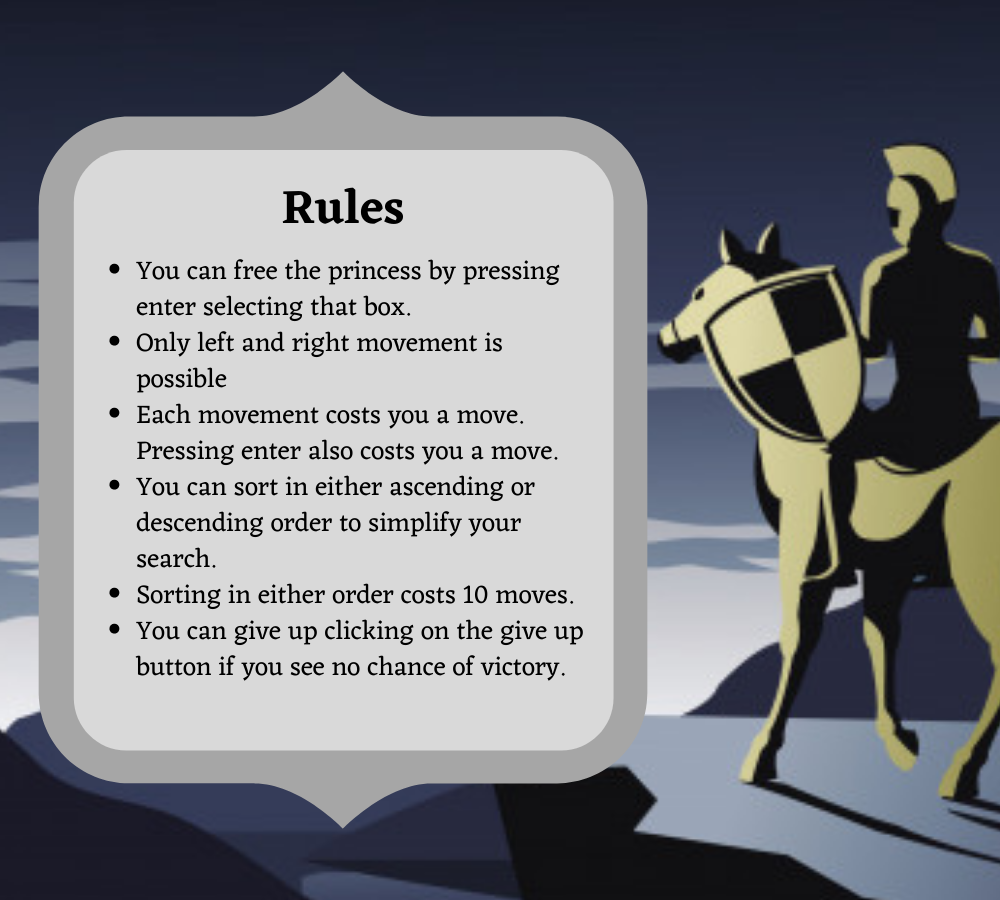 Rules
• You can free the princess by pressing
enter selecting that box.
• Only left and right movement is
possible
• Each movement costs you a move.
Pressing enter also costs you a move.
• You can sort in either ascending or
descending order to simplify your
search.
• Sorting in either order costs 10 moves.
• You can give up clicking on the give up
button if you see no chance of victory.